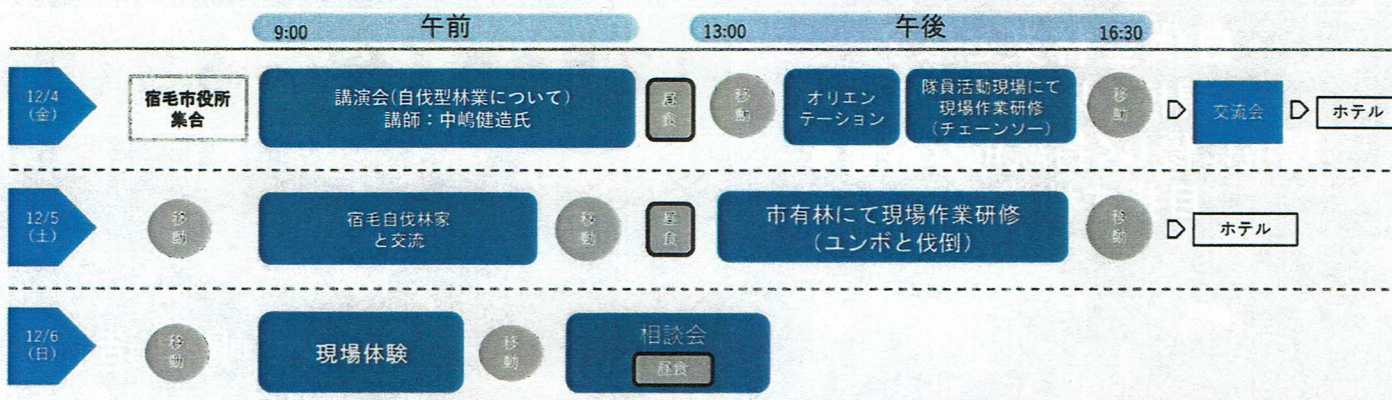 9:00
午前
13:00
午後
16:30
12/4
(金)
宿毛市役所
集合
講演会(自伐型林業について)
講師：中嶋健造氏
昼
食
移
動
オリエン
テーション
隊員活動現場にて
現場作業研修
(チェーンソー)
移
動
交流会
ホテル
12/5
(土)
移
動
宿毛自伐林家
と交流
移
動
昼
食
市有林にて現場作業研修
(ユンボと伐倒)
移
動
ホテル
12/6
(日)
移
動
現場体験
移
動
相談会
昼食